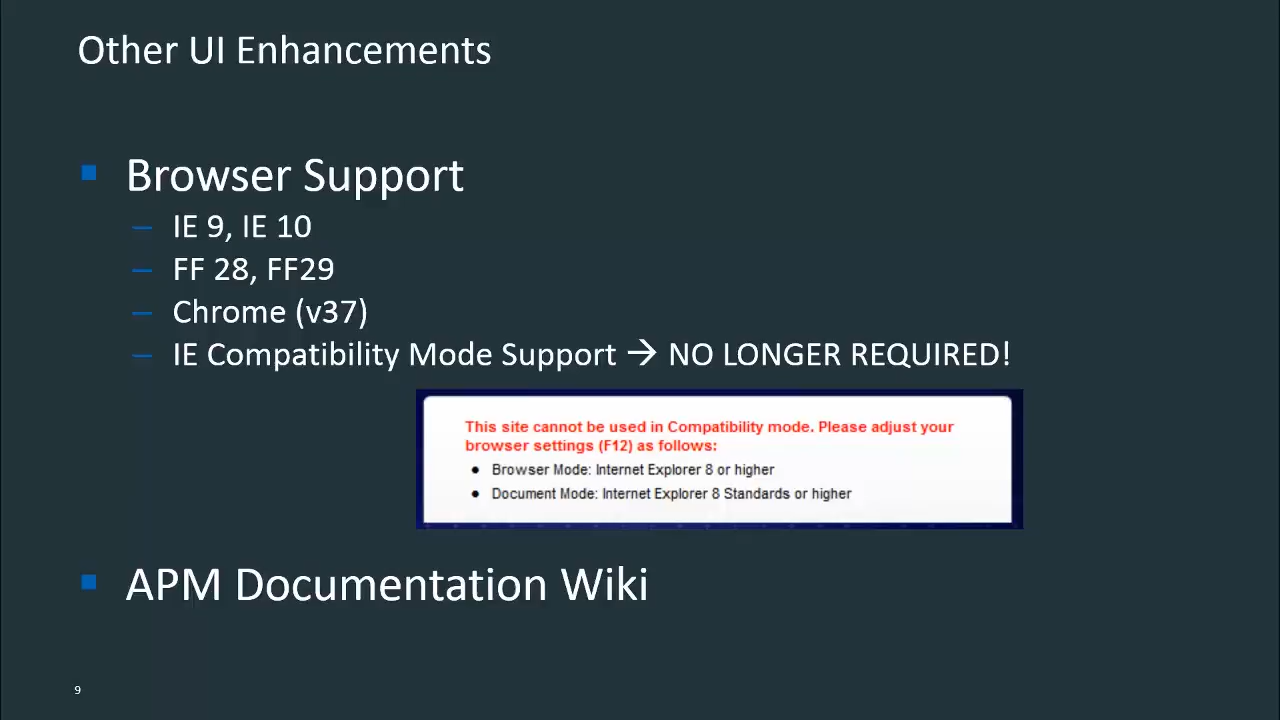 Other UI Enhancements
Browser Support
– IE 9, IE 10
– FF 28, FF29
– Chrome (v37)
– IE Compatibility Mode Support → NO LONGER REQUIRED!
This site cannot be used in Compatibility mode. Please adjust your
browser settings (F12) as follows:
● Browser Mode: Internet Explorer 8 or higher
● Document Mode: Internet Explorer 8 Standards or higher
APM Documentation Wiki
9